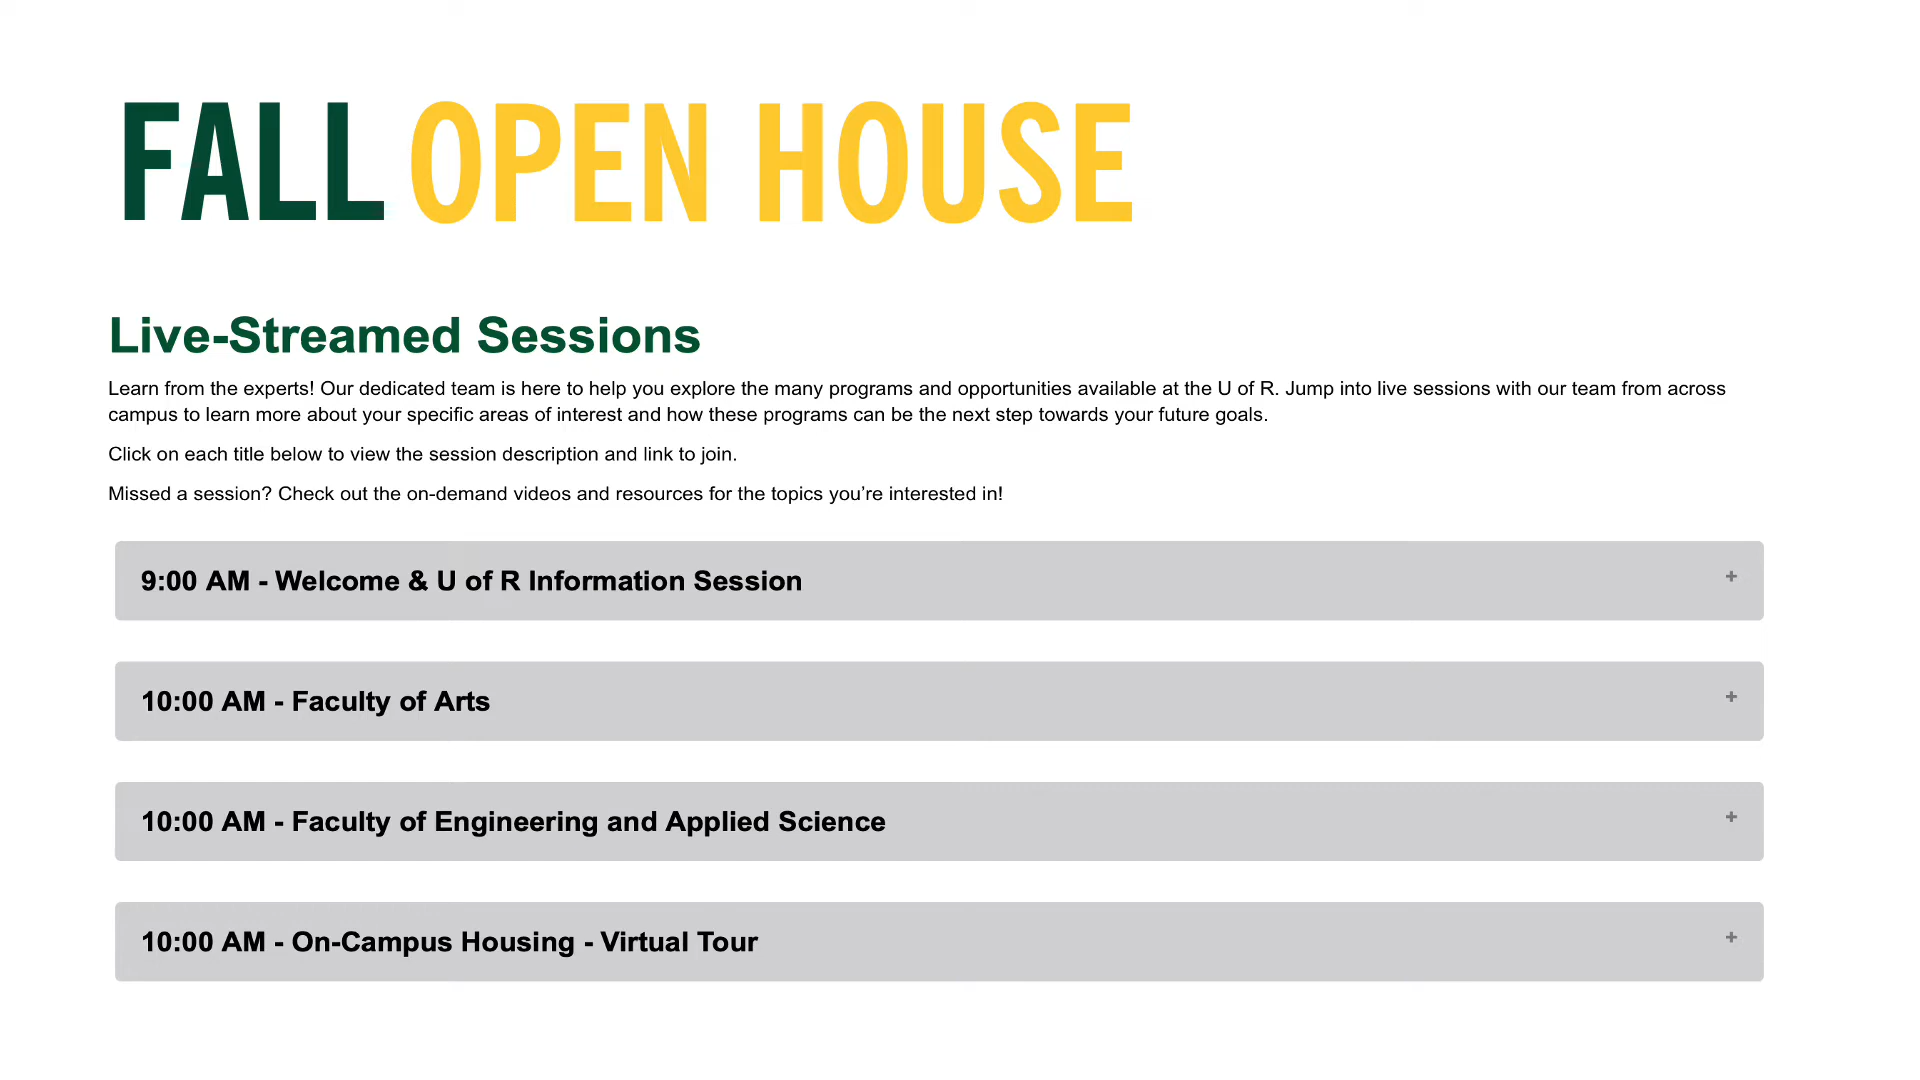 FALL OPEN HOUSE
Live-Streamed Sessions
Learn from the experts! Our dedicated team is here to help you explore the many programs and opportunities available at the U of R. Jump into live sessions with our team from across
campus to learn more about your specific areas of interest and how these programs can be the next step towards your future goals.
Click on each title below to view the session description and link to join.
Missed a session? Check out the on-demand videos and resources for the topics you’re interested in!
9:00 AM - Welcome & U of R Information Session +
10:00 AM - Faculty of Arts +
10:00 AM - Faculty of Engineering and Applied Science +
10:00 AM - On-Campus Housing - Virtual Tour +